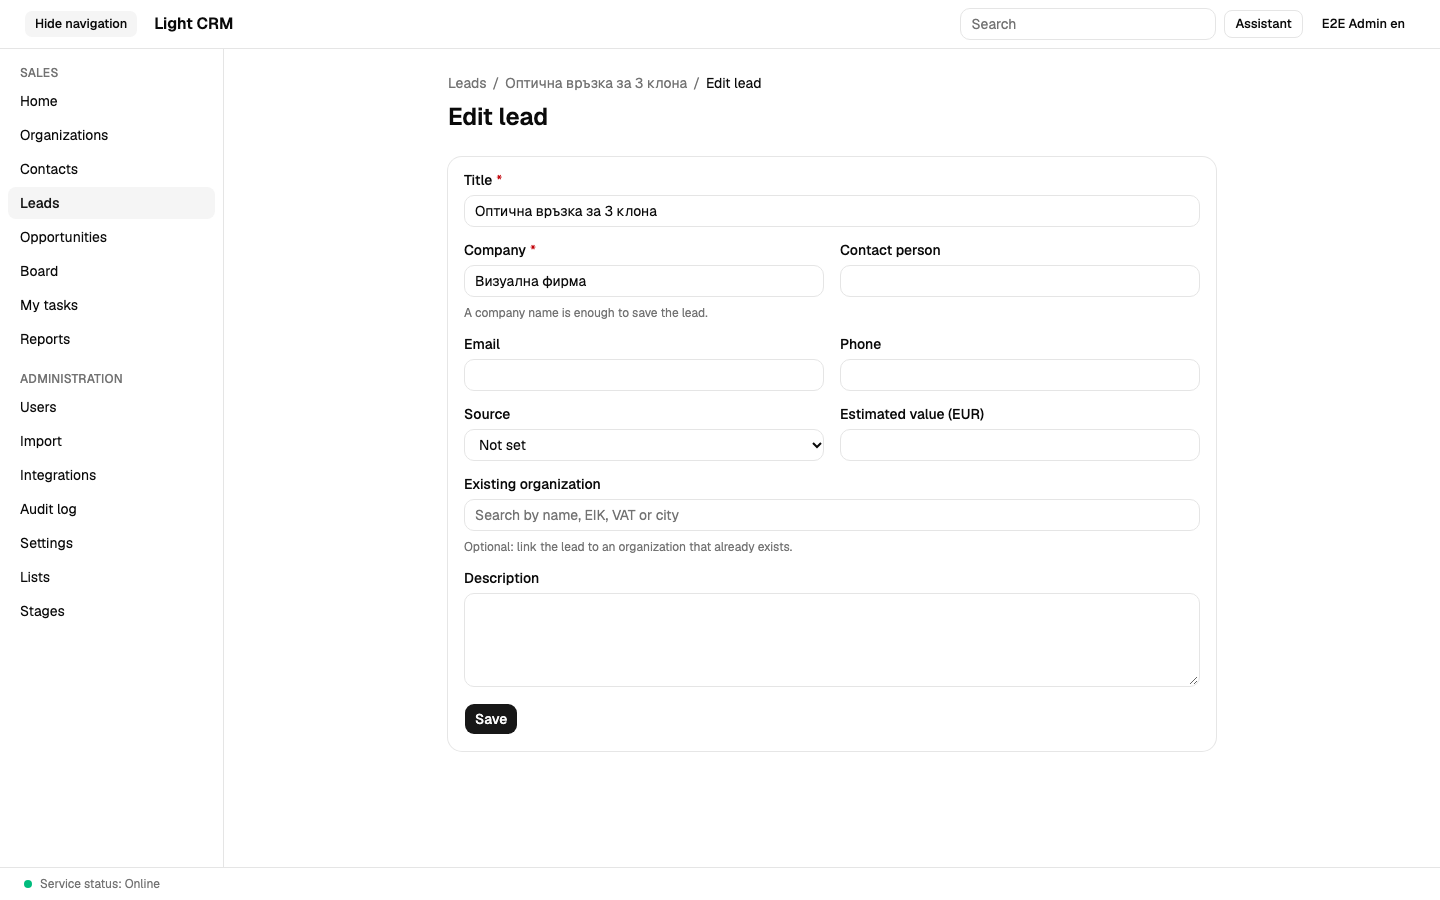 Hide navigation
Light CRM
Search
Assistant
E2E Admin en
SALES
Home
Organizations
Contacts
Leads
Opportunities
Board
My tasks
Reports
ADMINISTRATION
Users
Import
Integrations
Audit log
Settings
Lists
Stages
Leads / Оптична връзка за 3 клона / Edit lead
Edit lead
Title *
Оптична връзка за 3 клона
Company *
Визуална фирма
A company name is enough to save the lead.
Contact person
Email
Phone
Source
Not set
Estimated value (EUR)
Existing organization
Search by name, EIK, VAT or city
Optional: link the lead to an organization that already exists.
Description
Save
Service status: Online